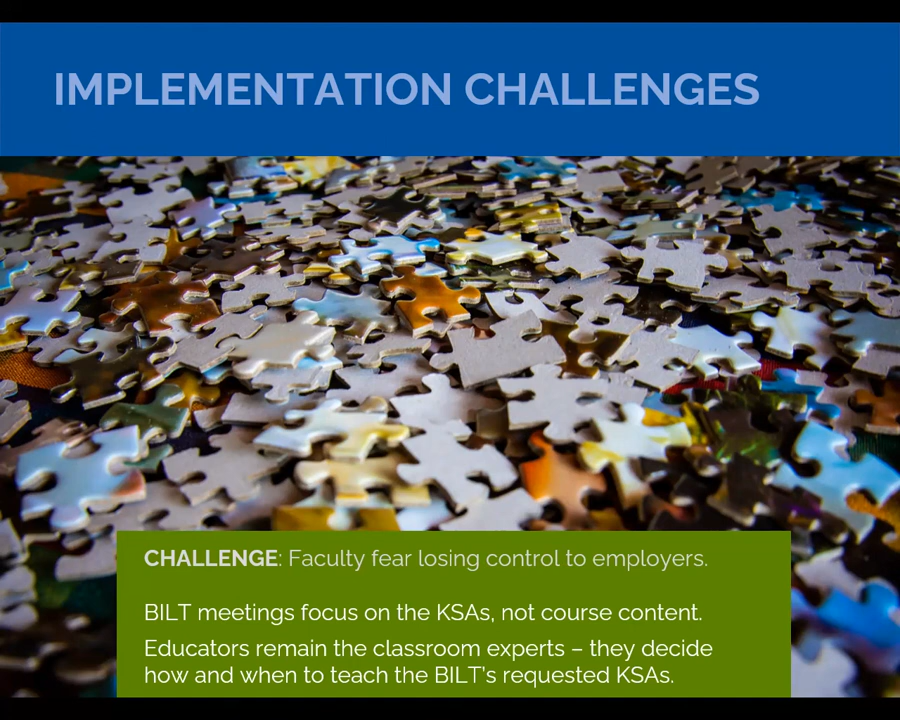 IMPLEMENTATION CHALLENGES
CHALLENGE: Faculty fear losing control to employers.
BILT meetings focus on the KSAs, not course content.
Educators remain the classroom experts – they decide
how and when to teach the BILT's requested KSAs.